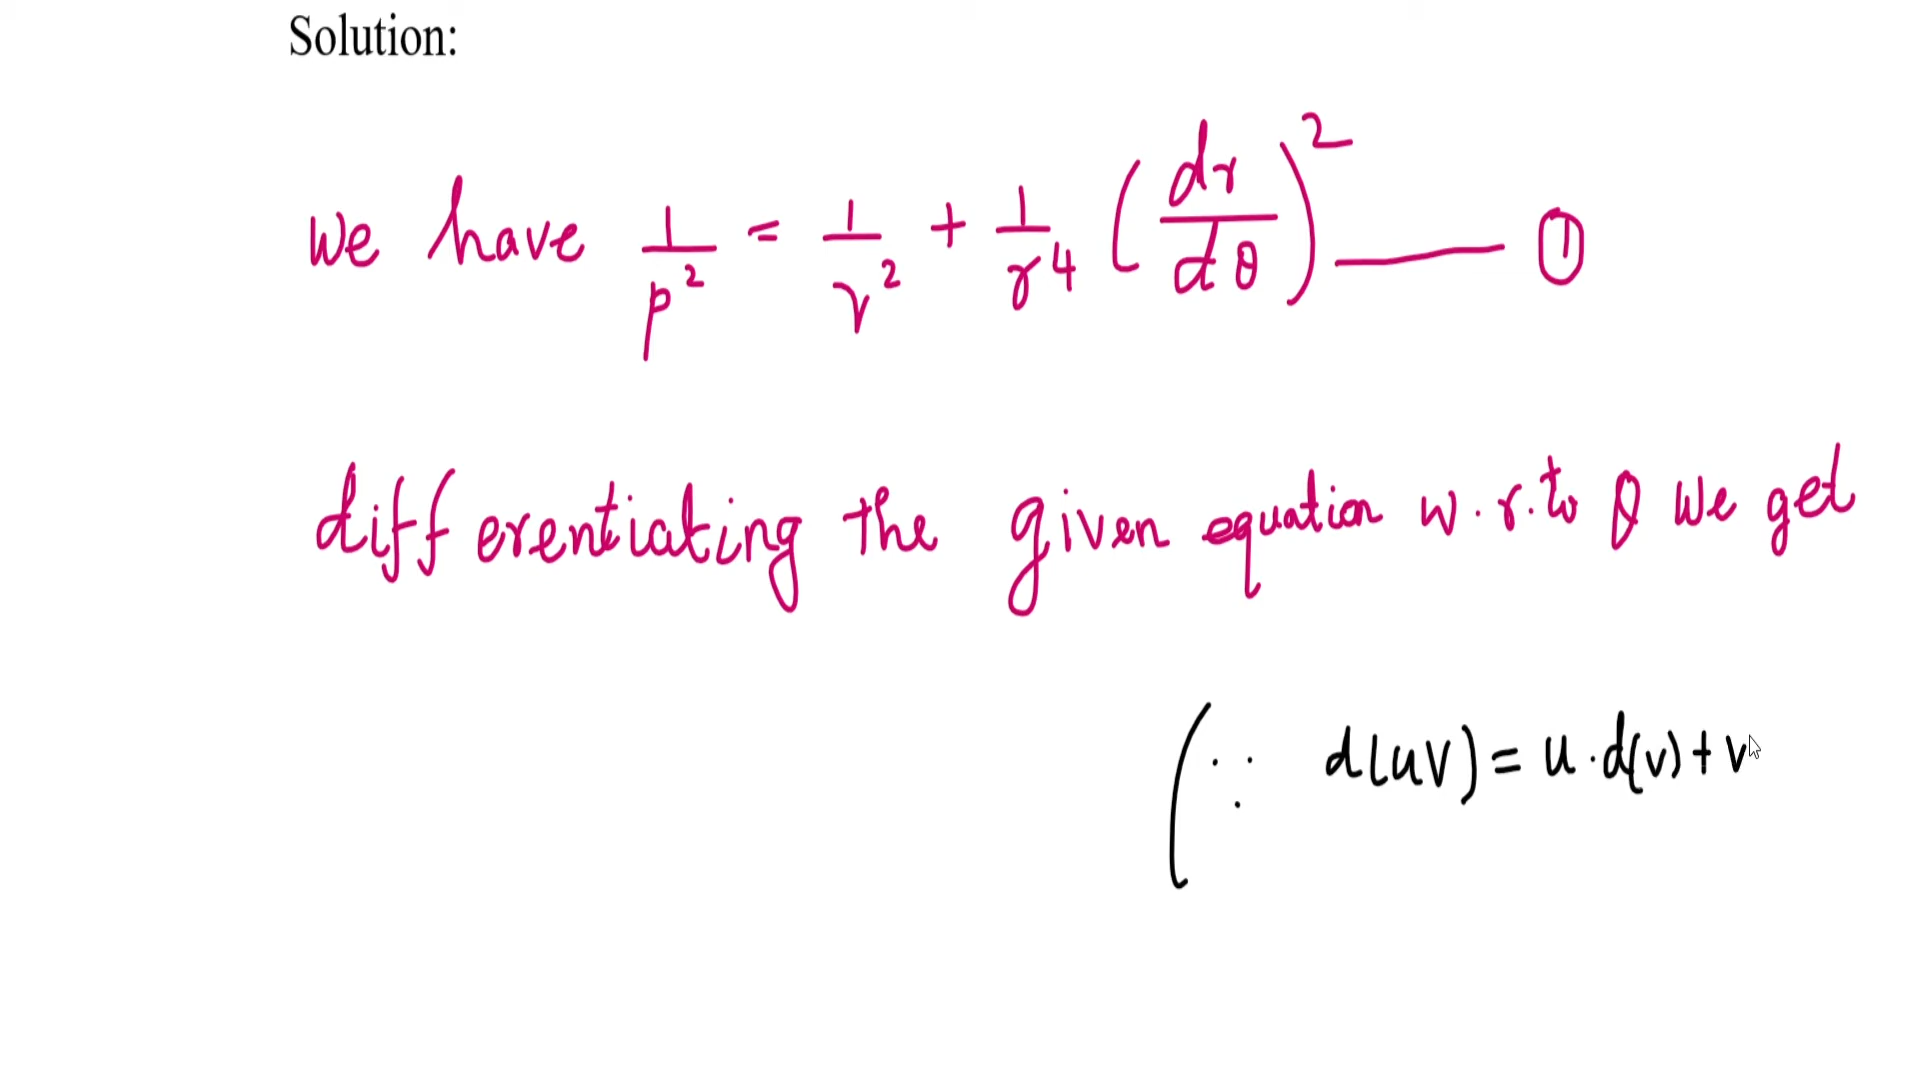 Solution:
We have 1/p² = 1/r² + 1/r⁴ (dr/dθ)² —— ①
differentiating the given equation w.r.to θ we get
(∵ d(uv) = u·d(v) + v